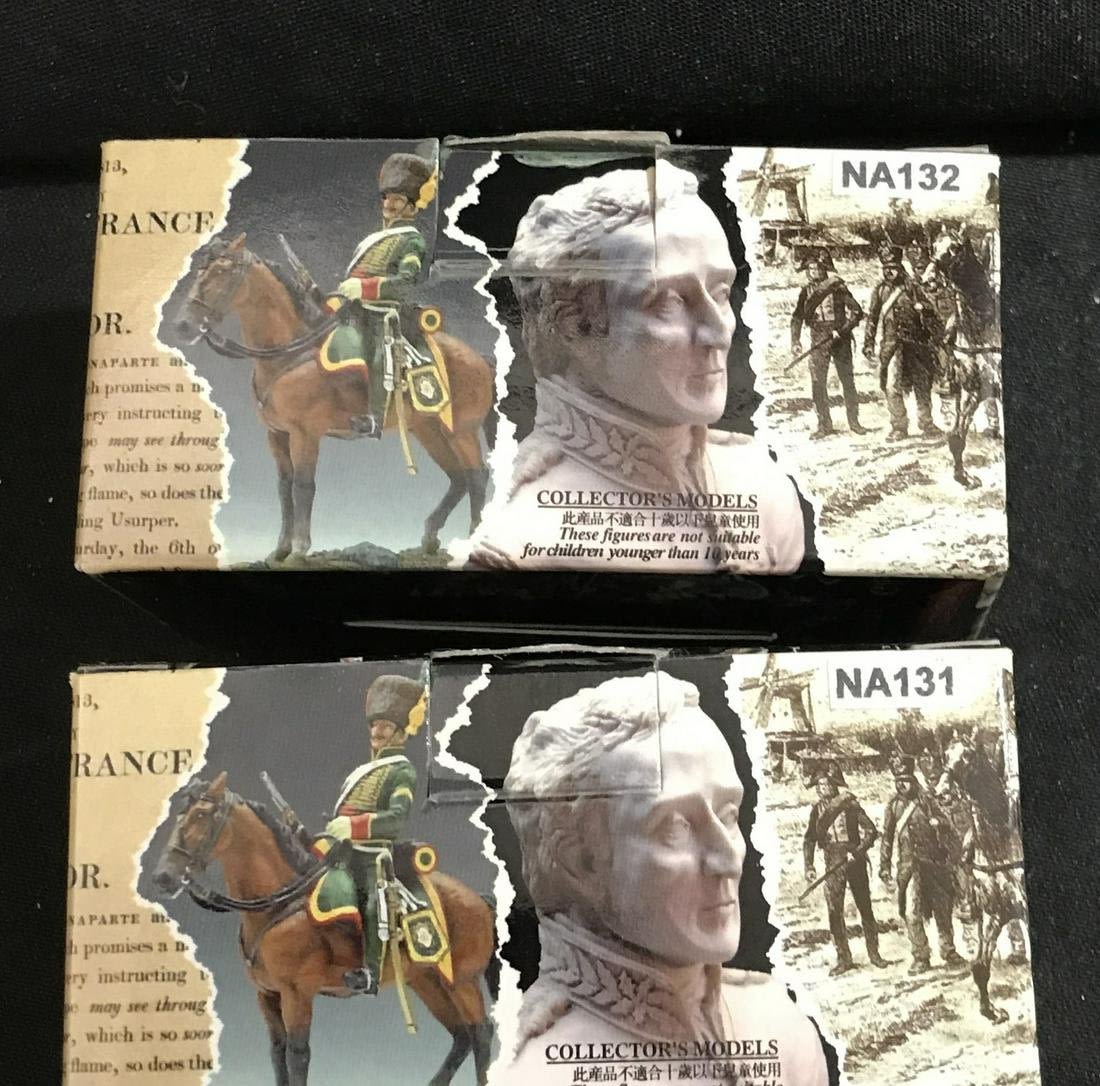 13,
RANCE
OR.
NAPARTE
promises a
ery instructing
may see throug
, which is so soon
flame, so does the
ing Usurper.
urday, the 6th
COLLECTOR'S MODELS
此產品不適合十歲以下兒童使用
These figures are not suitable
for children younger than 10 years
NA132
13,
RANCE
OR.
NAPARTE
promises a
ery instructing
may see throug
, which is so soon
flame, so does the
COLLECTOR'S MODELS
此產品不適合十歲以下兒童使用
NA131